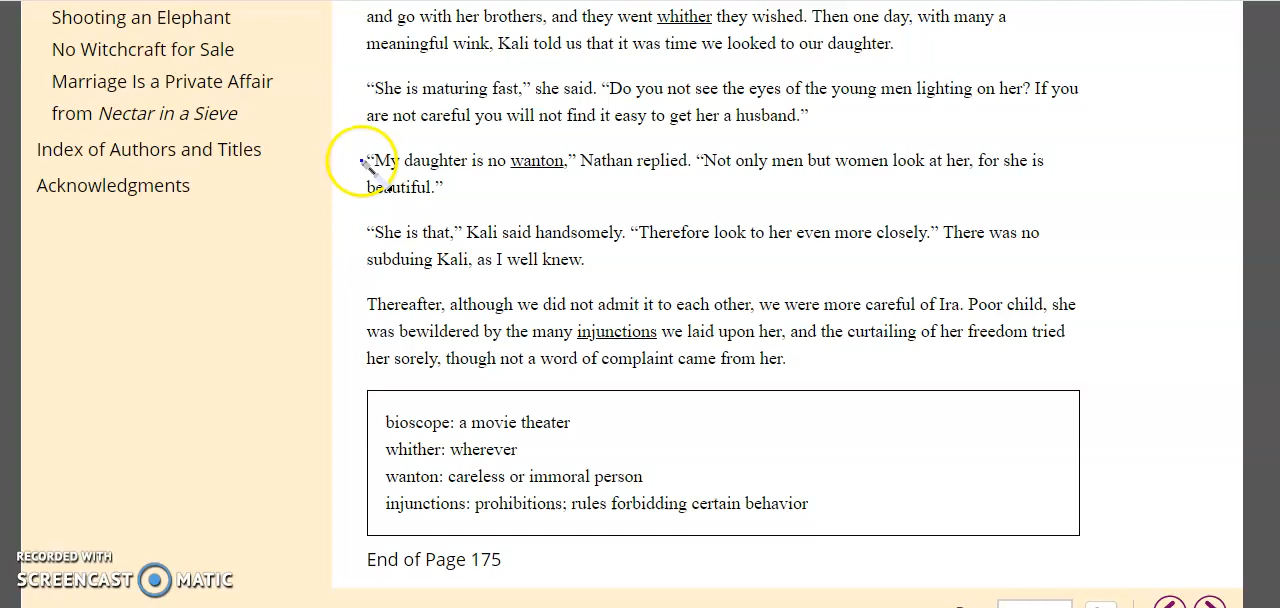 Shooting an Elephant
No Witchcraft for Sale
Marriage Is a Private Affair
from Nectar in a Sieve
Index of Authors and Titles
Acknowledgments
and go with her brothers, and they went whither they wished. Then one day, with many a
meaningful wink, Kali told us that it was time we looked to our daughter.
“She is maturing fast,” she said. “Do you not see the eyes of the young men lighting on her? If you
are not careful you will not find it easy to get her a husband.”
“My daughter is no wanton,” Nathan replied. “Not only men but women look at her, for she is
beautiful.”
“She is that,” Kali said handsomely. “Therefore look to her even more closely.” There was no
subduing Kali, as I well knew.
Thereafter, although we did not admit it to each other, we were more careful of Ira. Poor child, she
was bewildered by the many injunctions we laid upon her, and the curtailing of her freedom tried
her sorely, though not a word of complaint came from her.
bioscope: a movie theater
whither: wherever
wanton: careless or immoral person
injunctions: prohibitions; rules forbidding certain behavior
End of Page 175
RECORDED WITH
SCREENCAST MATIC